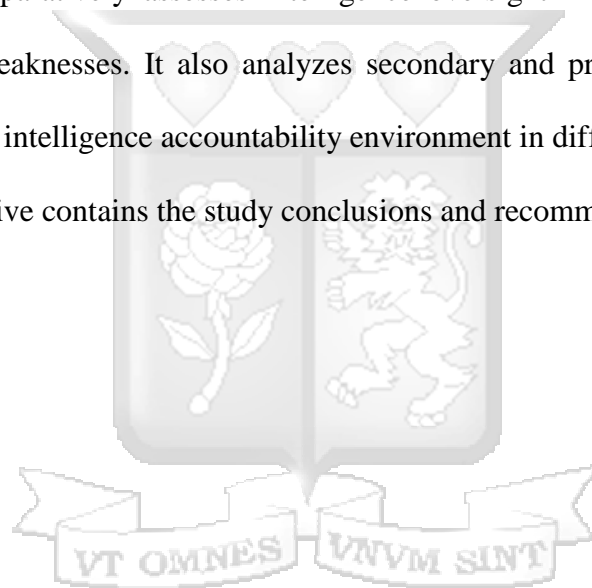 assesses
eaknesses. It also analyzes secondary and pr
intelligence accountability environment in diff
ive contains the study conclusions and recomm
VT OMNES VNVM SINT